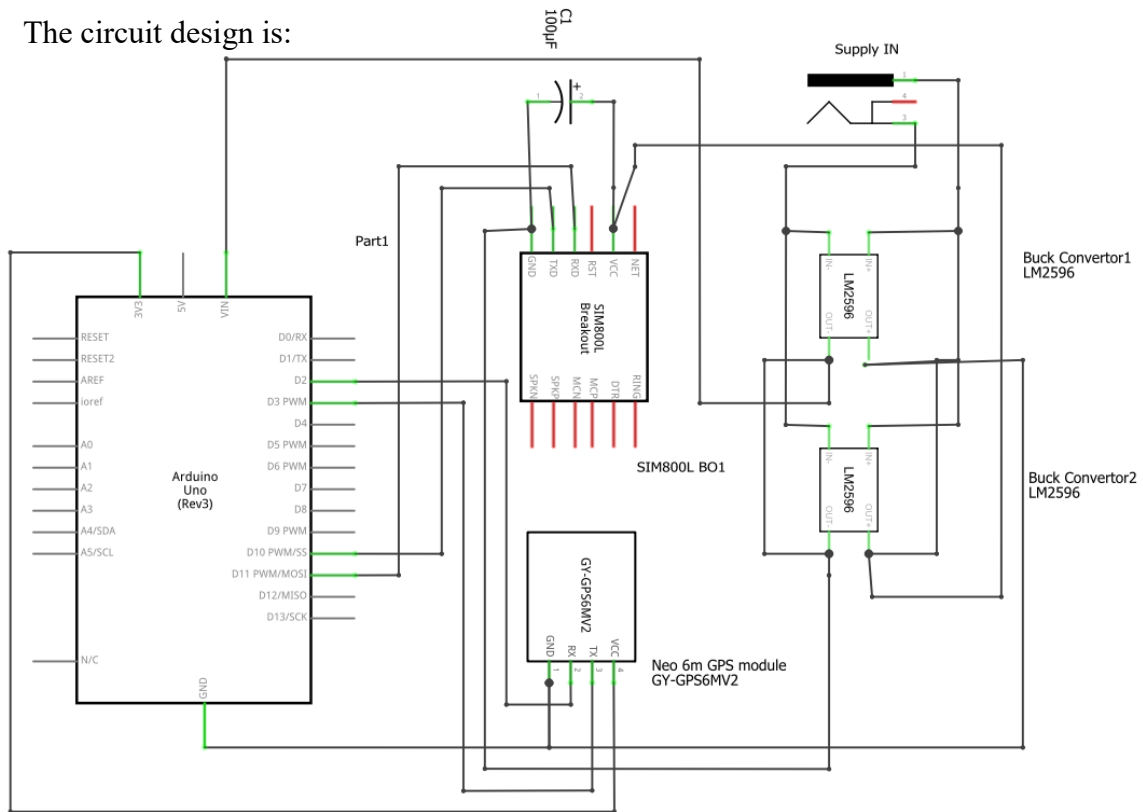 The circuit design is:
C1
100µF
1
+
2
Supply IN
1
4
3
Part1
GND
TXD
RXD
RST
VCC
NET
SIM800L
Breakout
SPKN
SPKP
MCN
MCP
DTR
RING
SIM800L BO1
IN-
IN+
LM2596
OUT-
OUT+
Buck Convertor1
LM2596
IN-
IN+
LM2596
OUT-
OUT+
Buck Convertor2
LM2596
3V3
5V
VIN
RESET
RESET2
AREF
ioref
A0
A1
A2
A3
A4/SDA
A5/SCL
N/C
Arduino
Uno
(Rev3)
D0/RX
D1/TX
D2
D3 PWM
D4
D5 PWM
D6 PWM
D7
D8
D9 PWM
D10 PWM/SS
D11 PWM/MOSI
D12/MISO
D13/SCK
GND
GY-GPS6MV2
GND
RX
TX
VCC
1
2
3
4
Neo 6m GPS module
GY-GPS6MV2